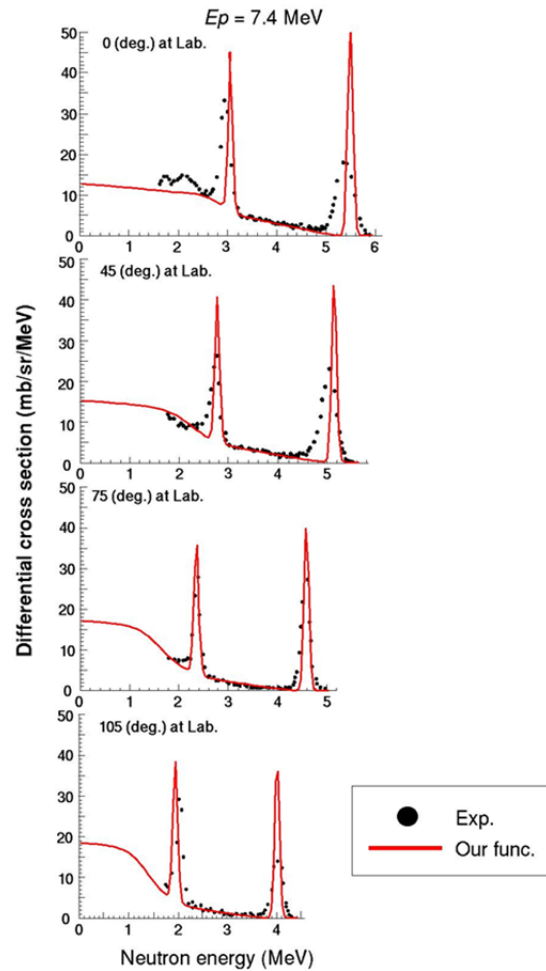 Ep = 7.4 MeV
0 (deg.) at Lab.
50
40
30
20
10
0
0 1 2 3 4 5 6
45 (deg.) at Lab.
50
40
30
20
10
0
0 1 2 3 4 5
75 (deg.) at Lab.
50
40
30
20
10
0
0 1 2 3 4 5
105 (deg.) at Lab.
50
40
30
20
10
0
0 1 2 3 4
Differential cross section (mb/sr/MeV)
Neutron energy (MeV)
Exp.
Our func.